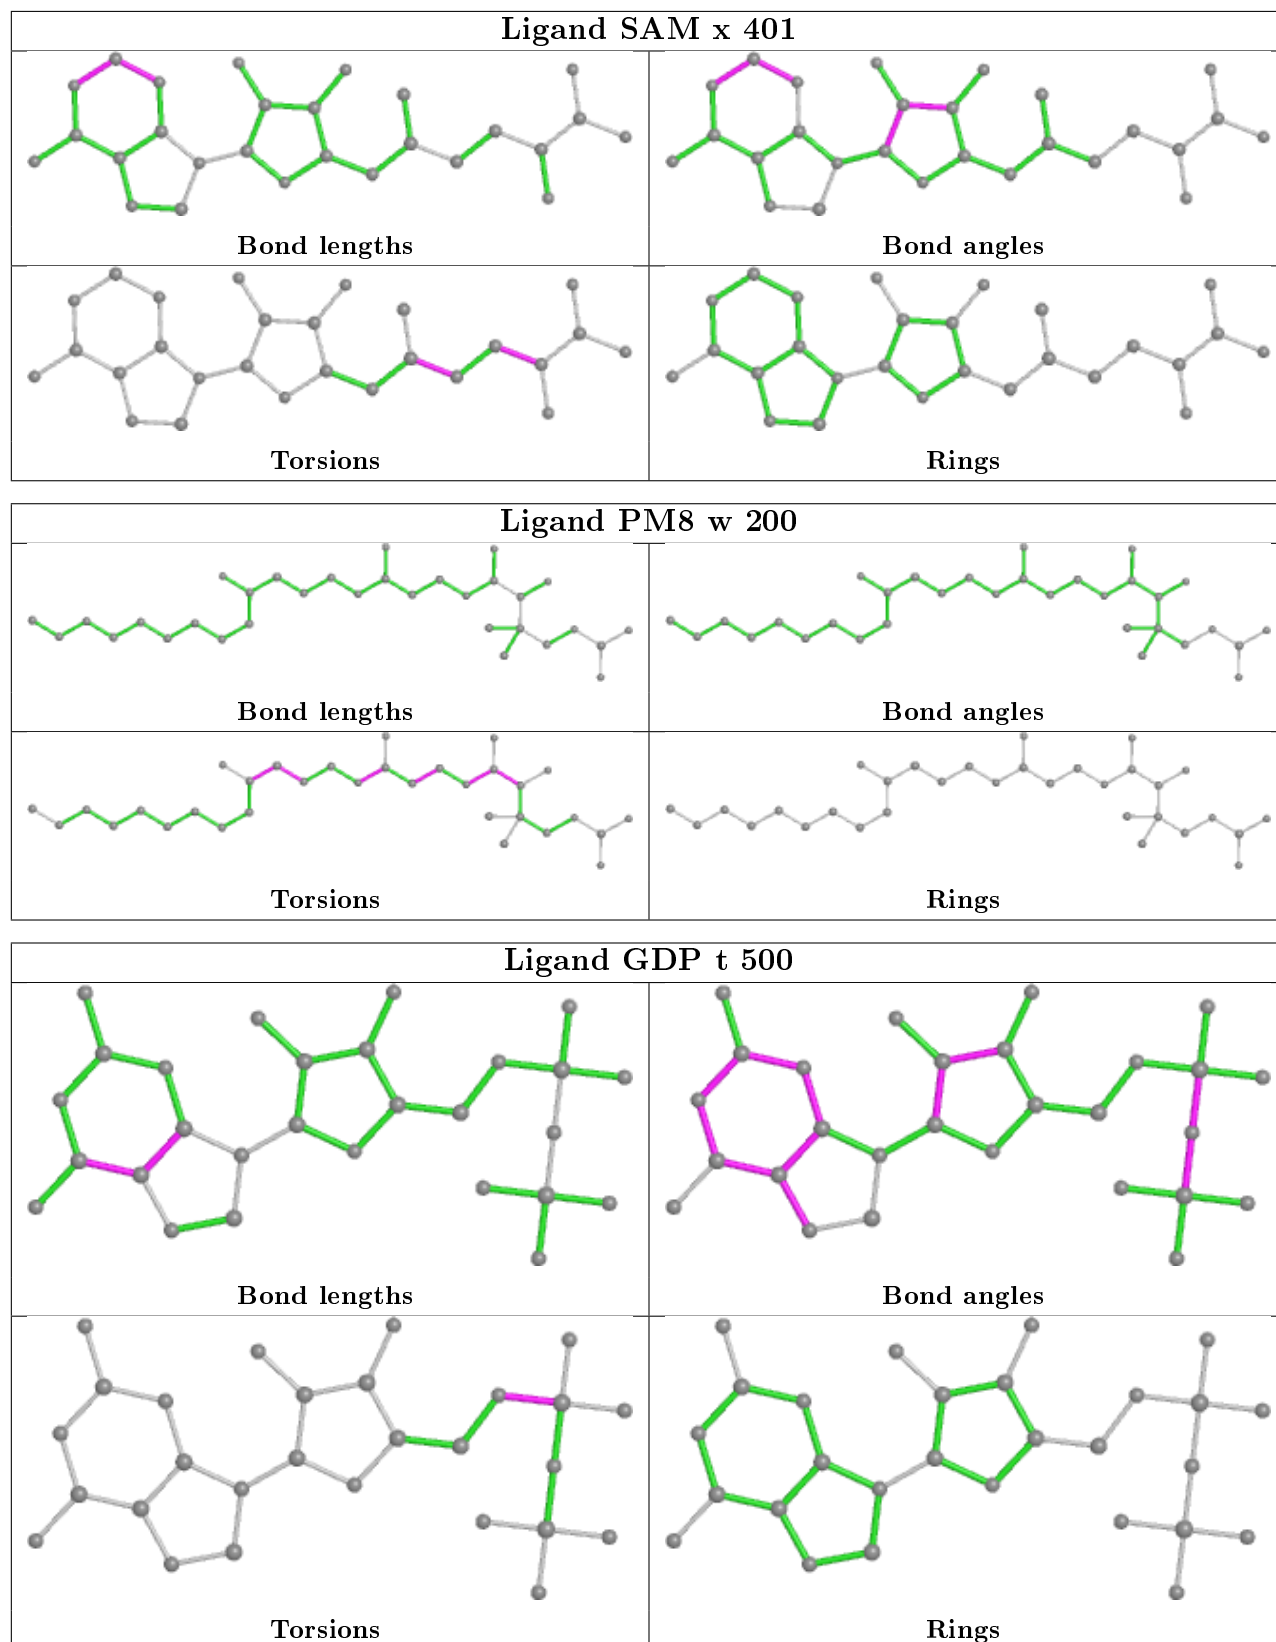 Ligand SAM x 401
Bond lengths
Bond angles
Torsions
Rings
Ligand PM8 w 200
Bond lengths
Bond angles
Torsions
Rings
Ligand GDP t 500
Bond lengths
Bond angles
Torsions
Rings